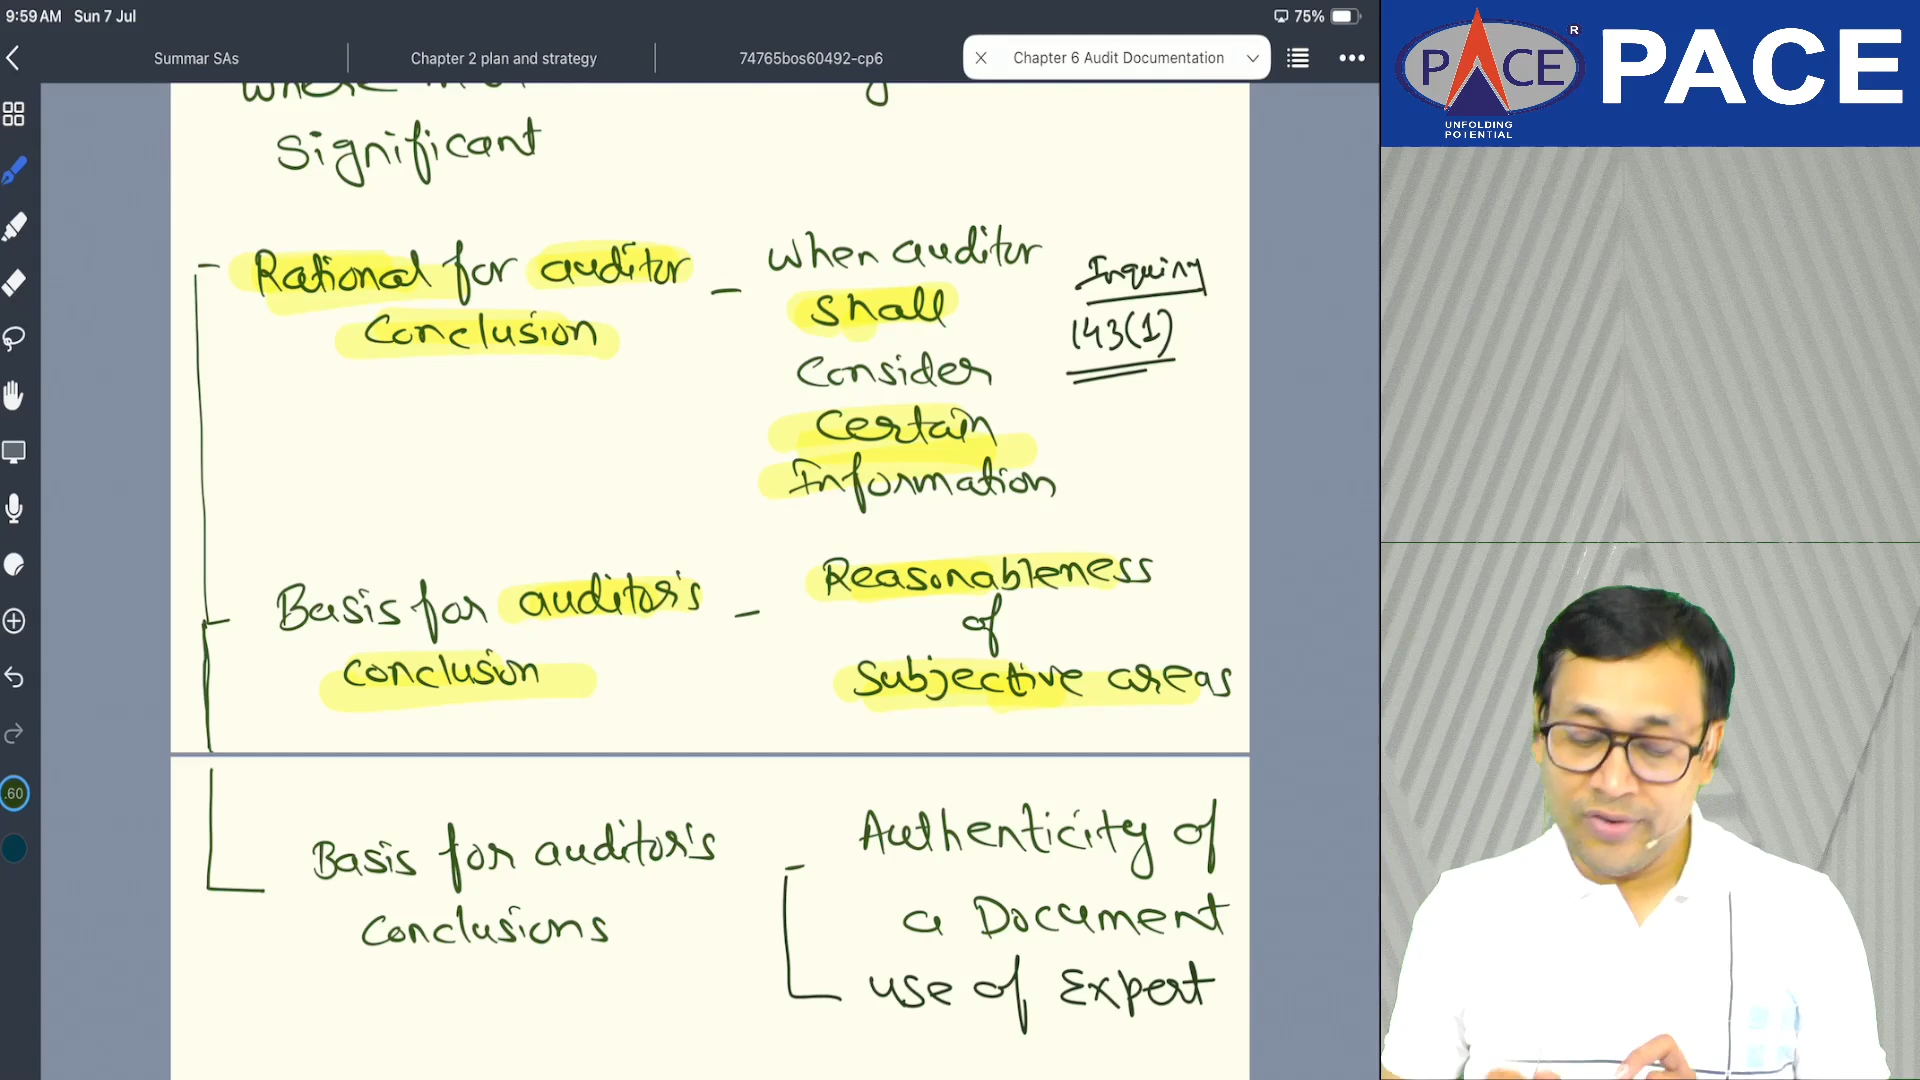 9:59 AM Sun 7 Jul
75%
Summar SAs
Chapter 2 plan and strategy
74765bos60492-cp6
Chapter 6 Audit Documentation
PACE
UNFOLDING
POTENTIAL
®
PACE
Significant
- Rational for auditor
Conclusion
- When auditor
Shall
Consider
Certain
Information
Inquiry
143(1)
Basis for auditor's
conclusion
- Reasonableness
of
Subjective areas
Basis for auditor's
Conclusions
- Authenticity of
a Document
use of Expert
.60